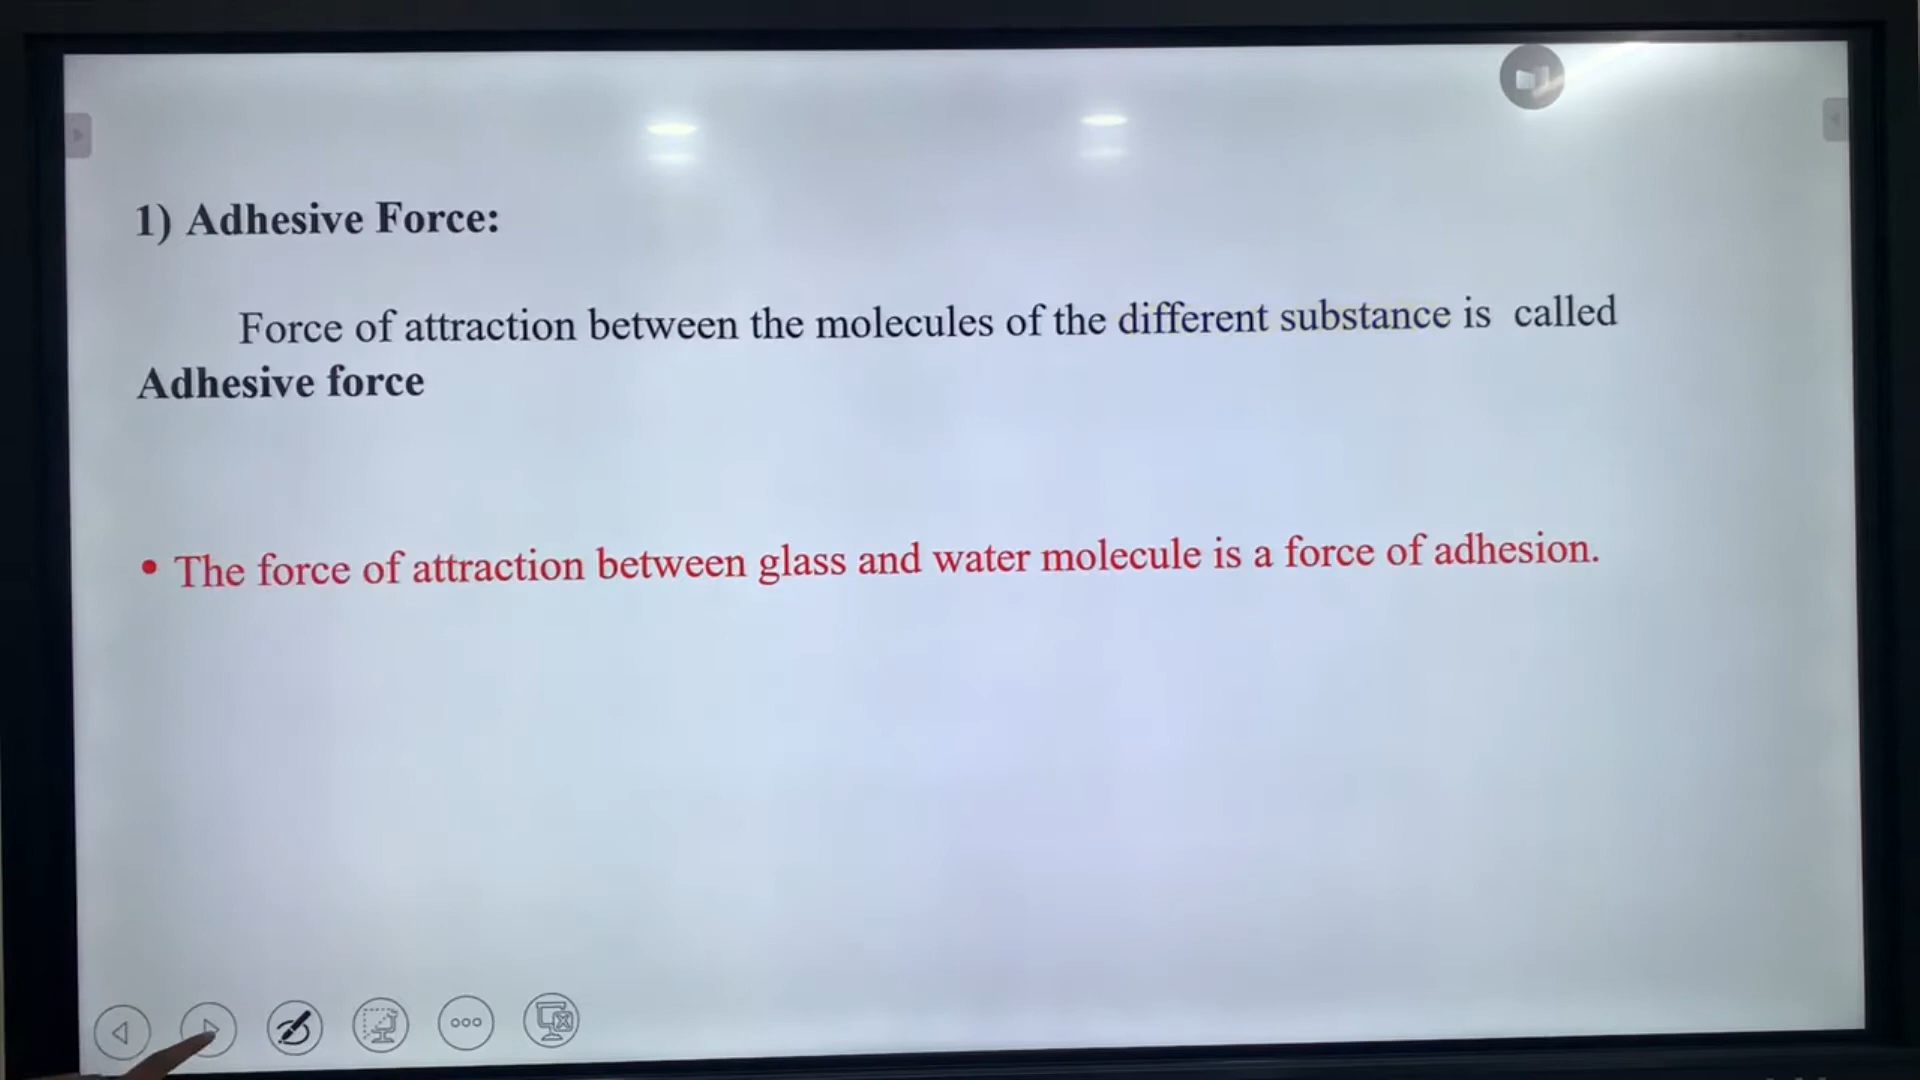 1) Adhesive Force:
Force of attraction between the molecules of the different substance is called
Adhesive force
• The force of attraction between glass and water molecule is a force of adhesion.